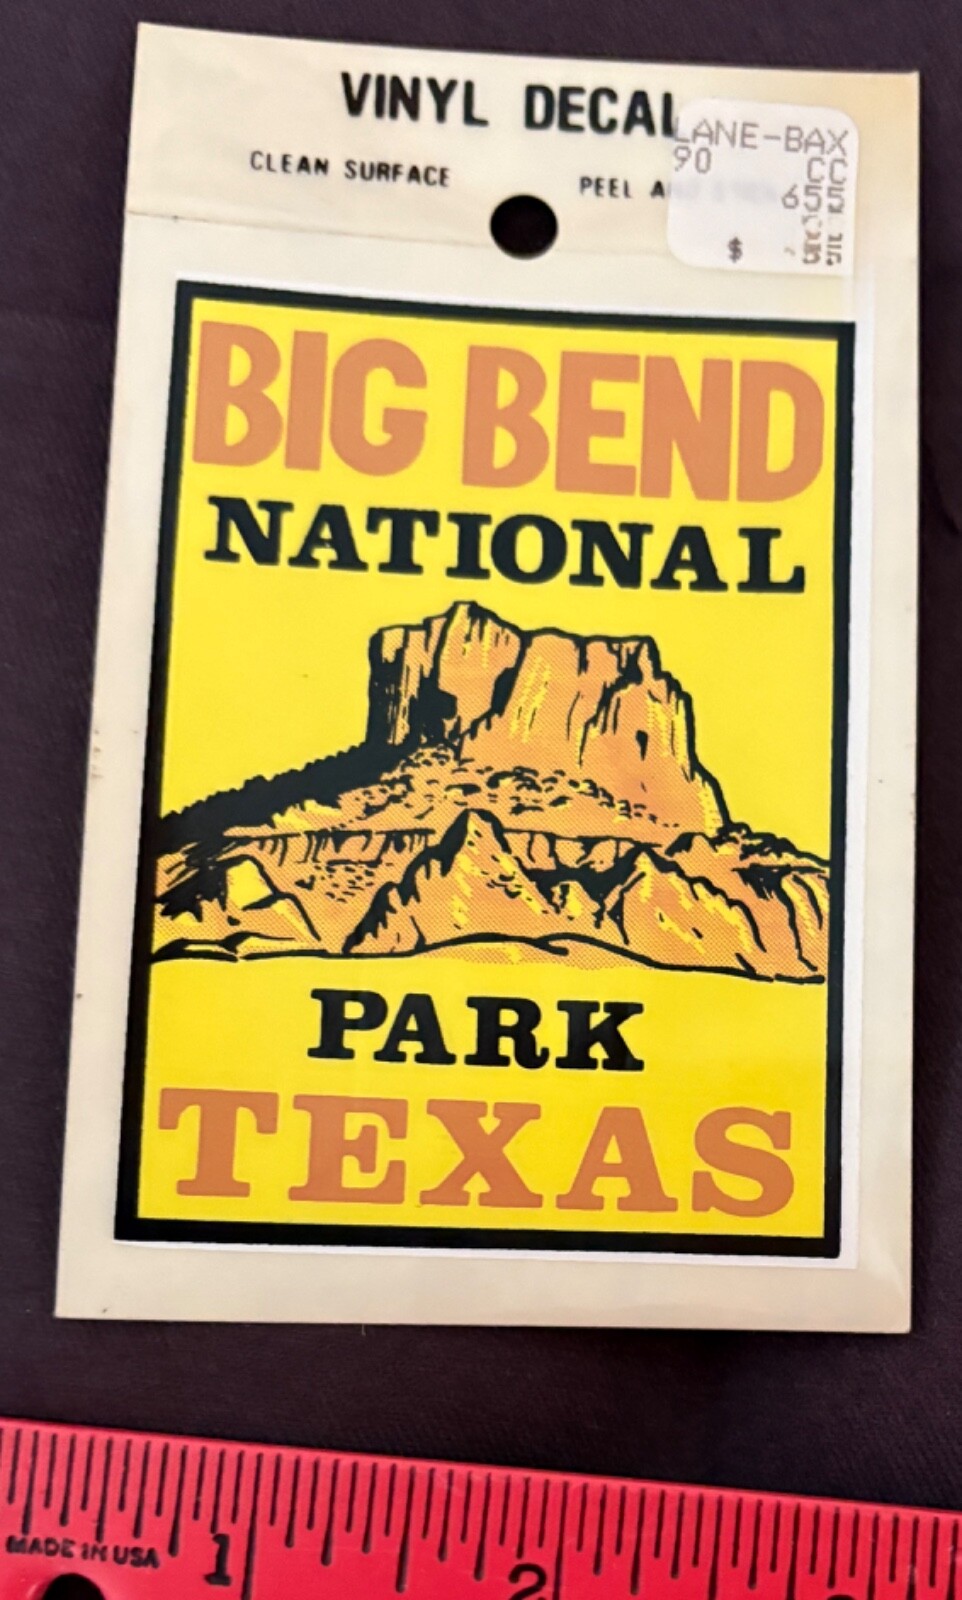 VINYL DECAL
CLEAN SURFACE
PEEL
LANE-BAX
90 CC
655
$
BIG BEND
NATIONAL
PARK
TEXAS
MADE IN USA
1
2